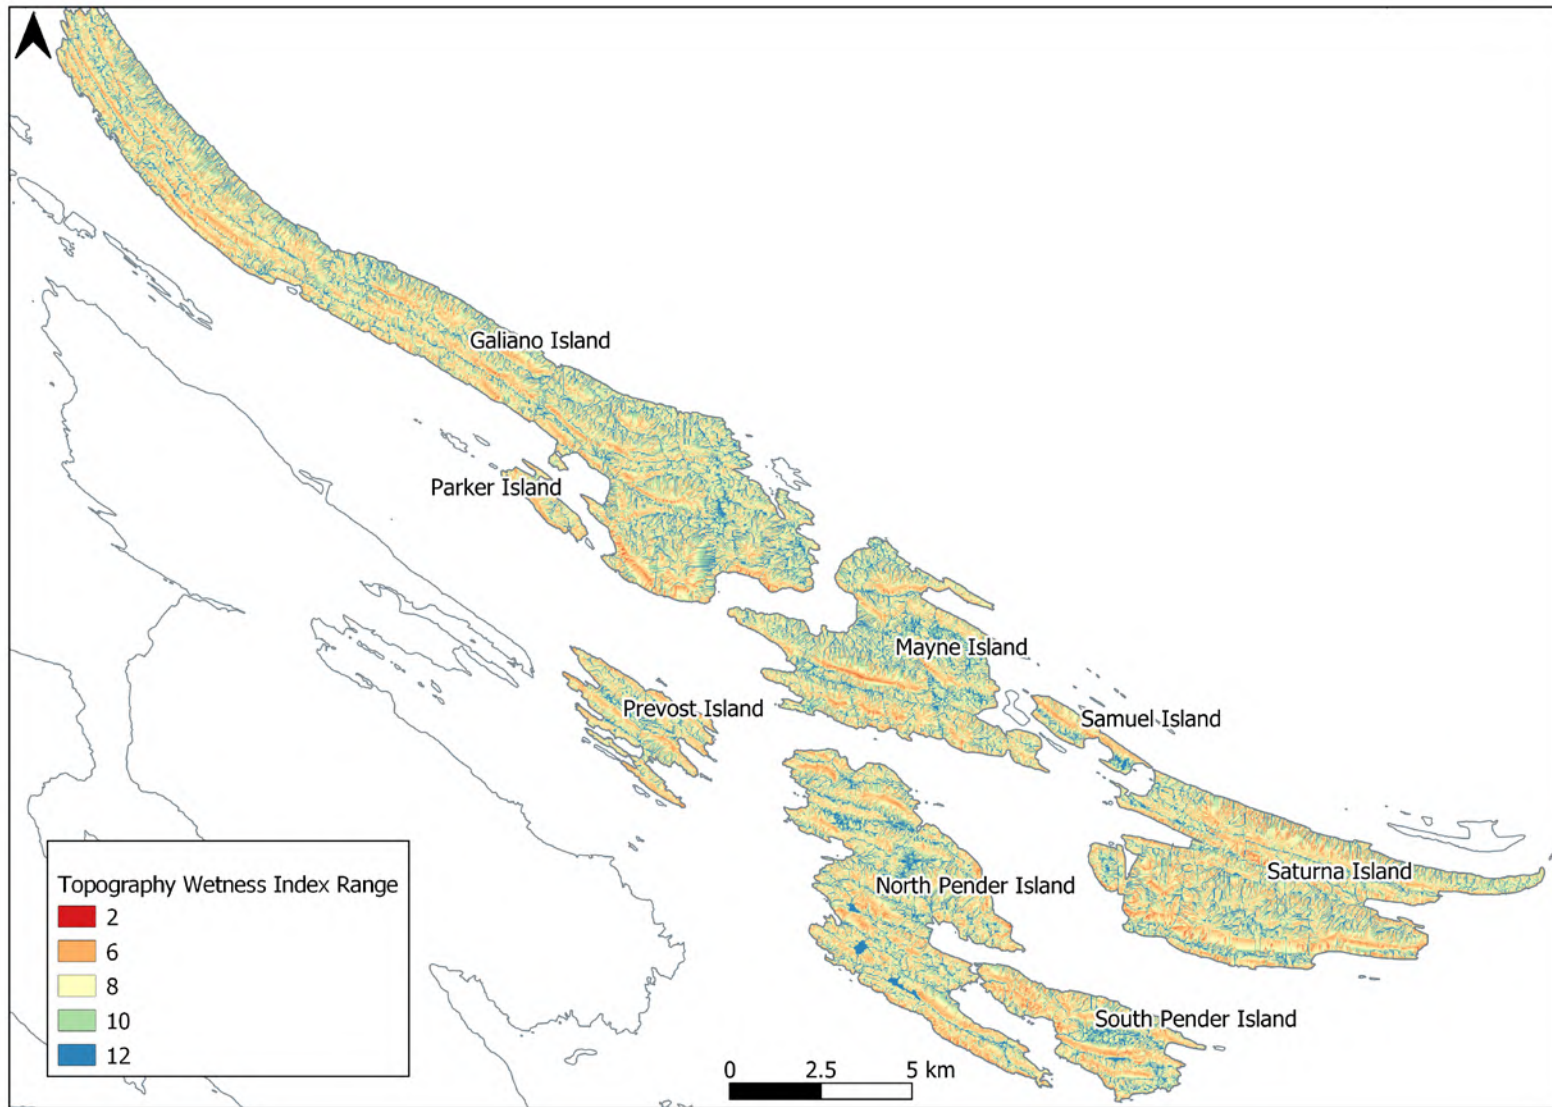 Galiano Island
Parker Island
Mayne Island
Prevost Island
Samuel Island
Saturna Island
North Pender Island
South Pender Island
Topography Wetness Index Range
2
6
8
10
12
0 2.5 5 km